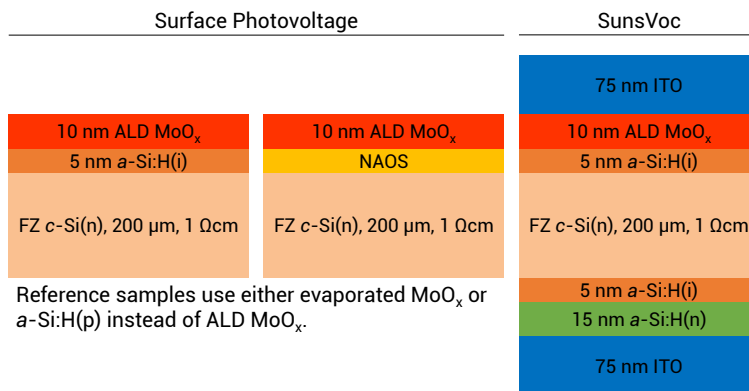 Surface Photovoltage
SunsVoc
10 nm ALD MoOₓ
5 nm a-Si:H(i)
FZ c-Si(n), 200 µm, 1 Ωcm
10 nm ALD MoOₓ
NAOS
FZ c-Si(n), 200 µm, 1 Ωcm
Reference samples use either evaporated MoOₓ or
a-Si:H(p) instead of ALD MoOₓ.
75 nm ITO
10 nm ALD MoOₓ
5 nm a-Si:H(i)
FZ c-Si(n), 200 µm, 1 Ωcm
5 nm a-Si:H(i)
15 nm a-Si:H(n)
75 nm ITO